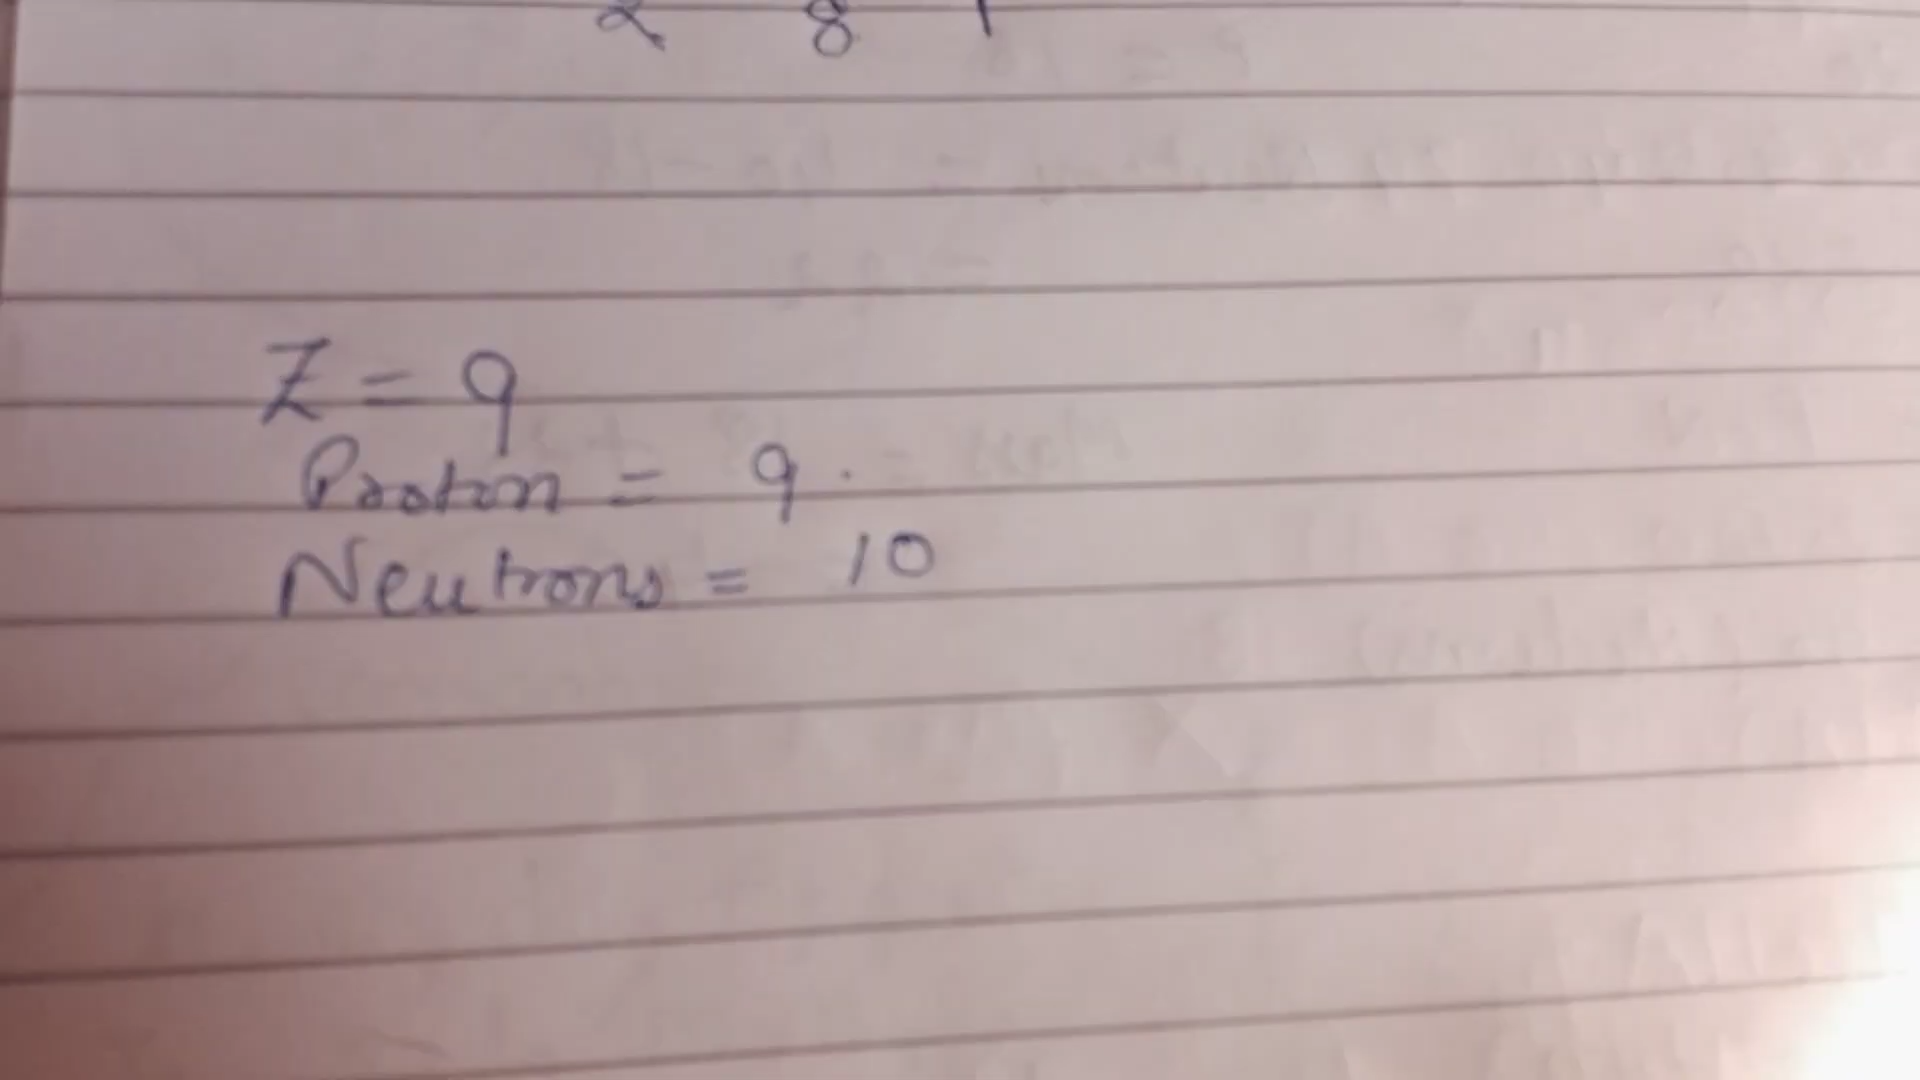 2 8 1
Z = 9
Proton = 9.
Neutrons = 10